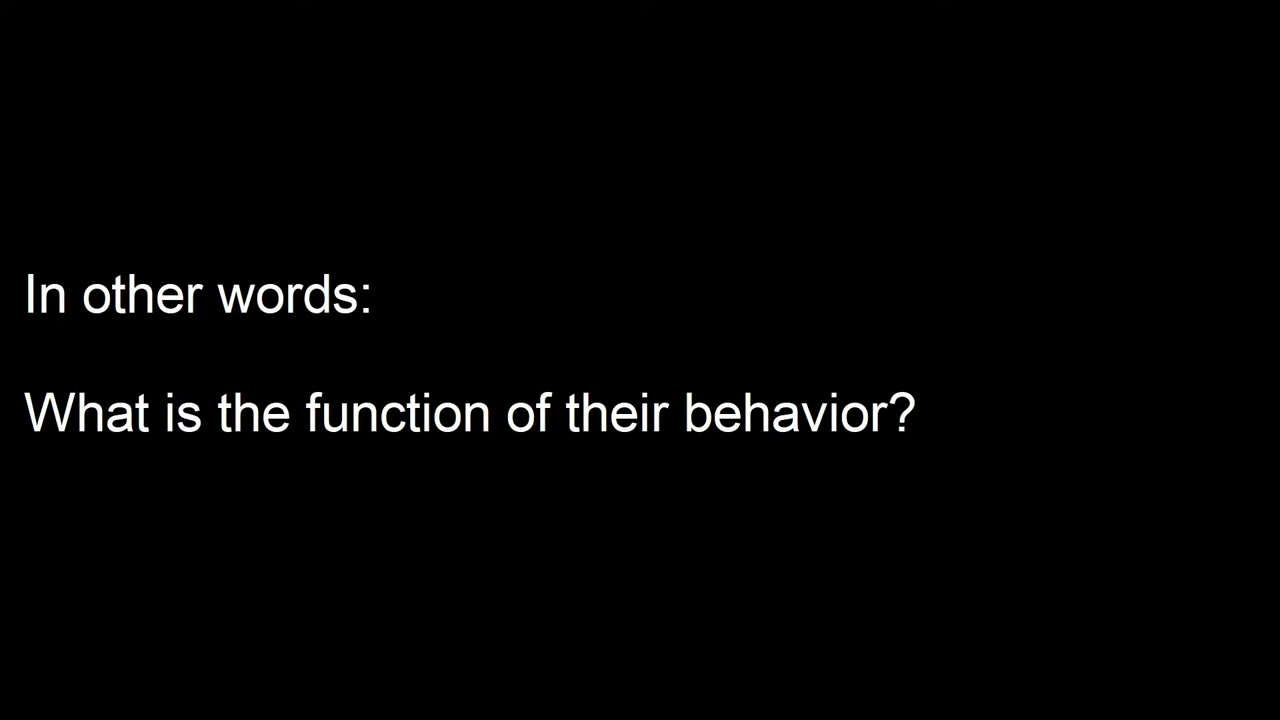 In other words:
What is the function of their behavior?